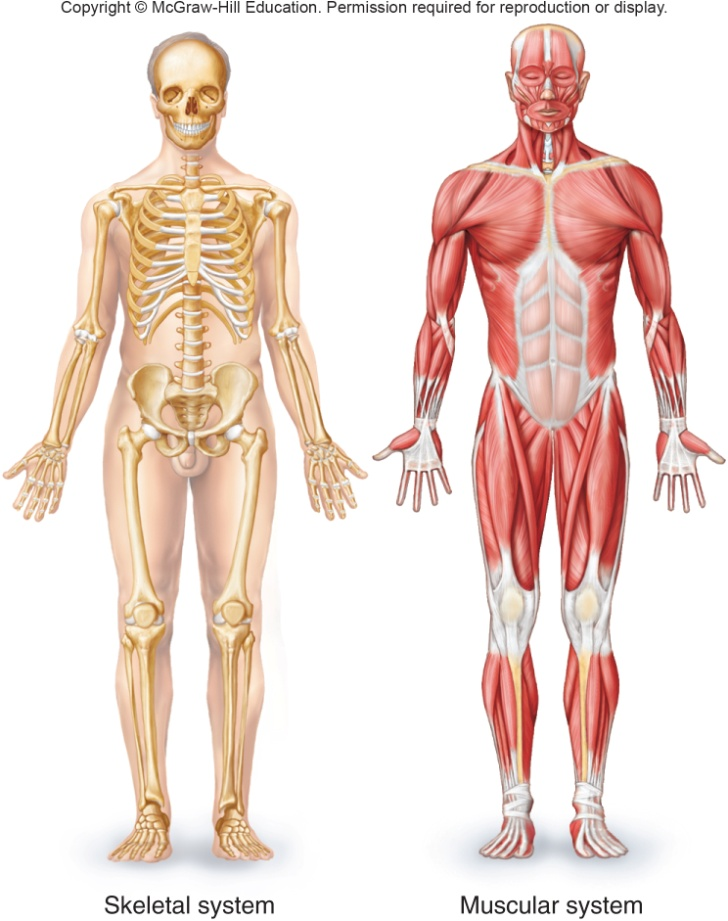 Copyright © McGraw-Hill Education. Permission required for reproduction or display.
Skeletal system
Muscular system